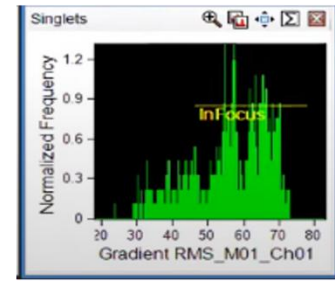 Singlets
Normalized Frequency
1.2
0.9
0.6
0.3
0
InFocus
20 30 40 50 60 70 80
Gradient RMS_M01_Ch01